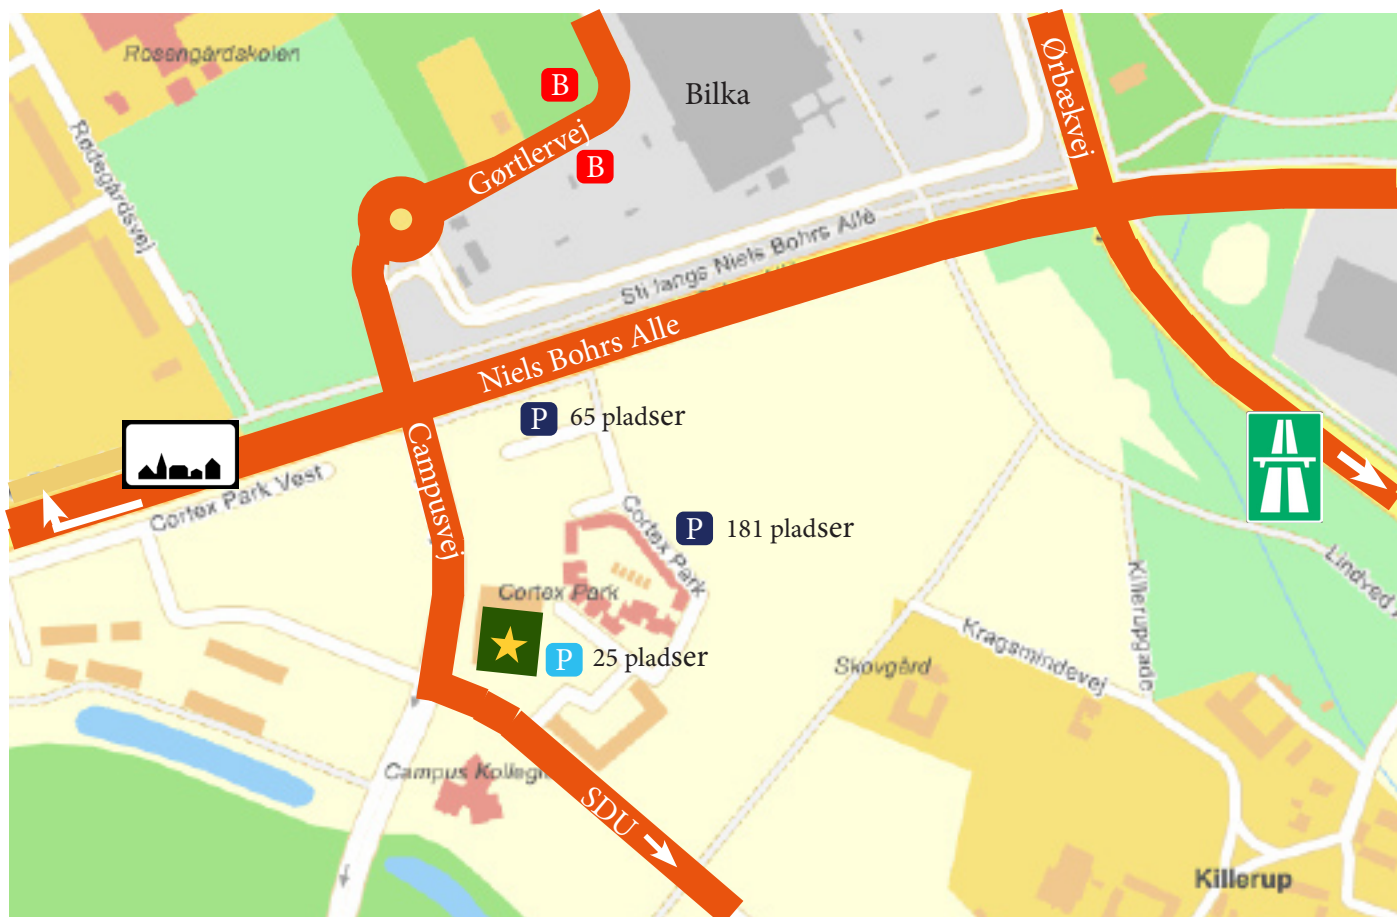 Rosengårdskolen
Ørbækvej
B
Bilka
Rødegårdsvej
Gørtlervej
B
Sti langs Niels Bohrs Allé
Niels Bohrs Alle
P 65 pladser
Campusvej
Cortex Park Vest
Cortex Park
P 181 pladser
Lindved
Killerupgade
Cortex Park
Kragsmindevej
P 25 pladser
Skovgård
Campus Kollegi
SDU
Killerup